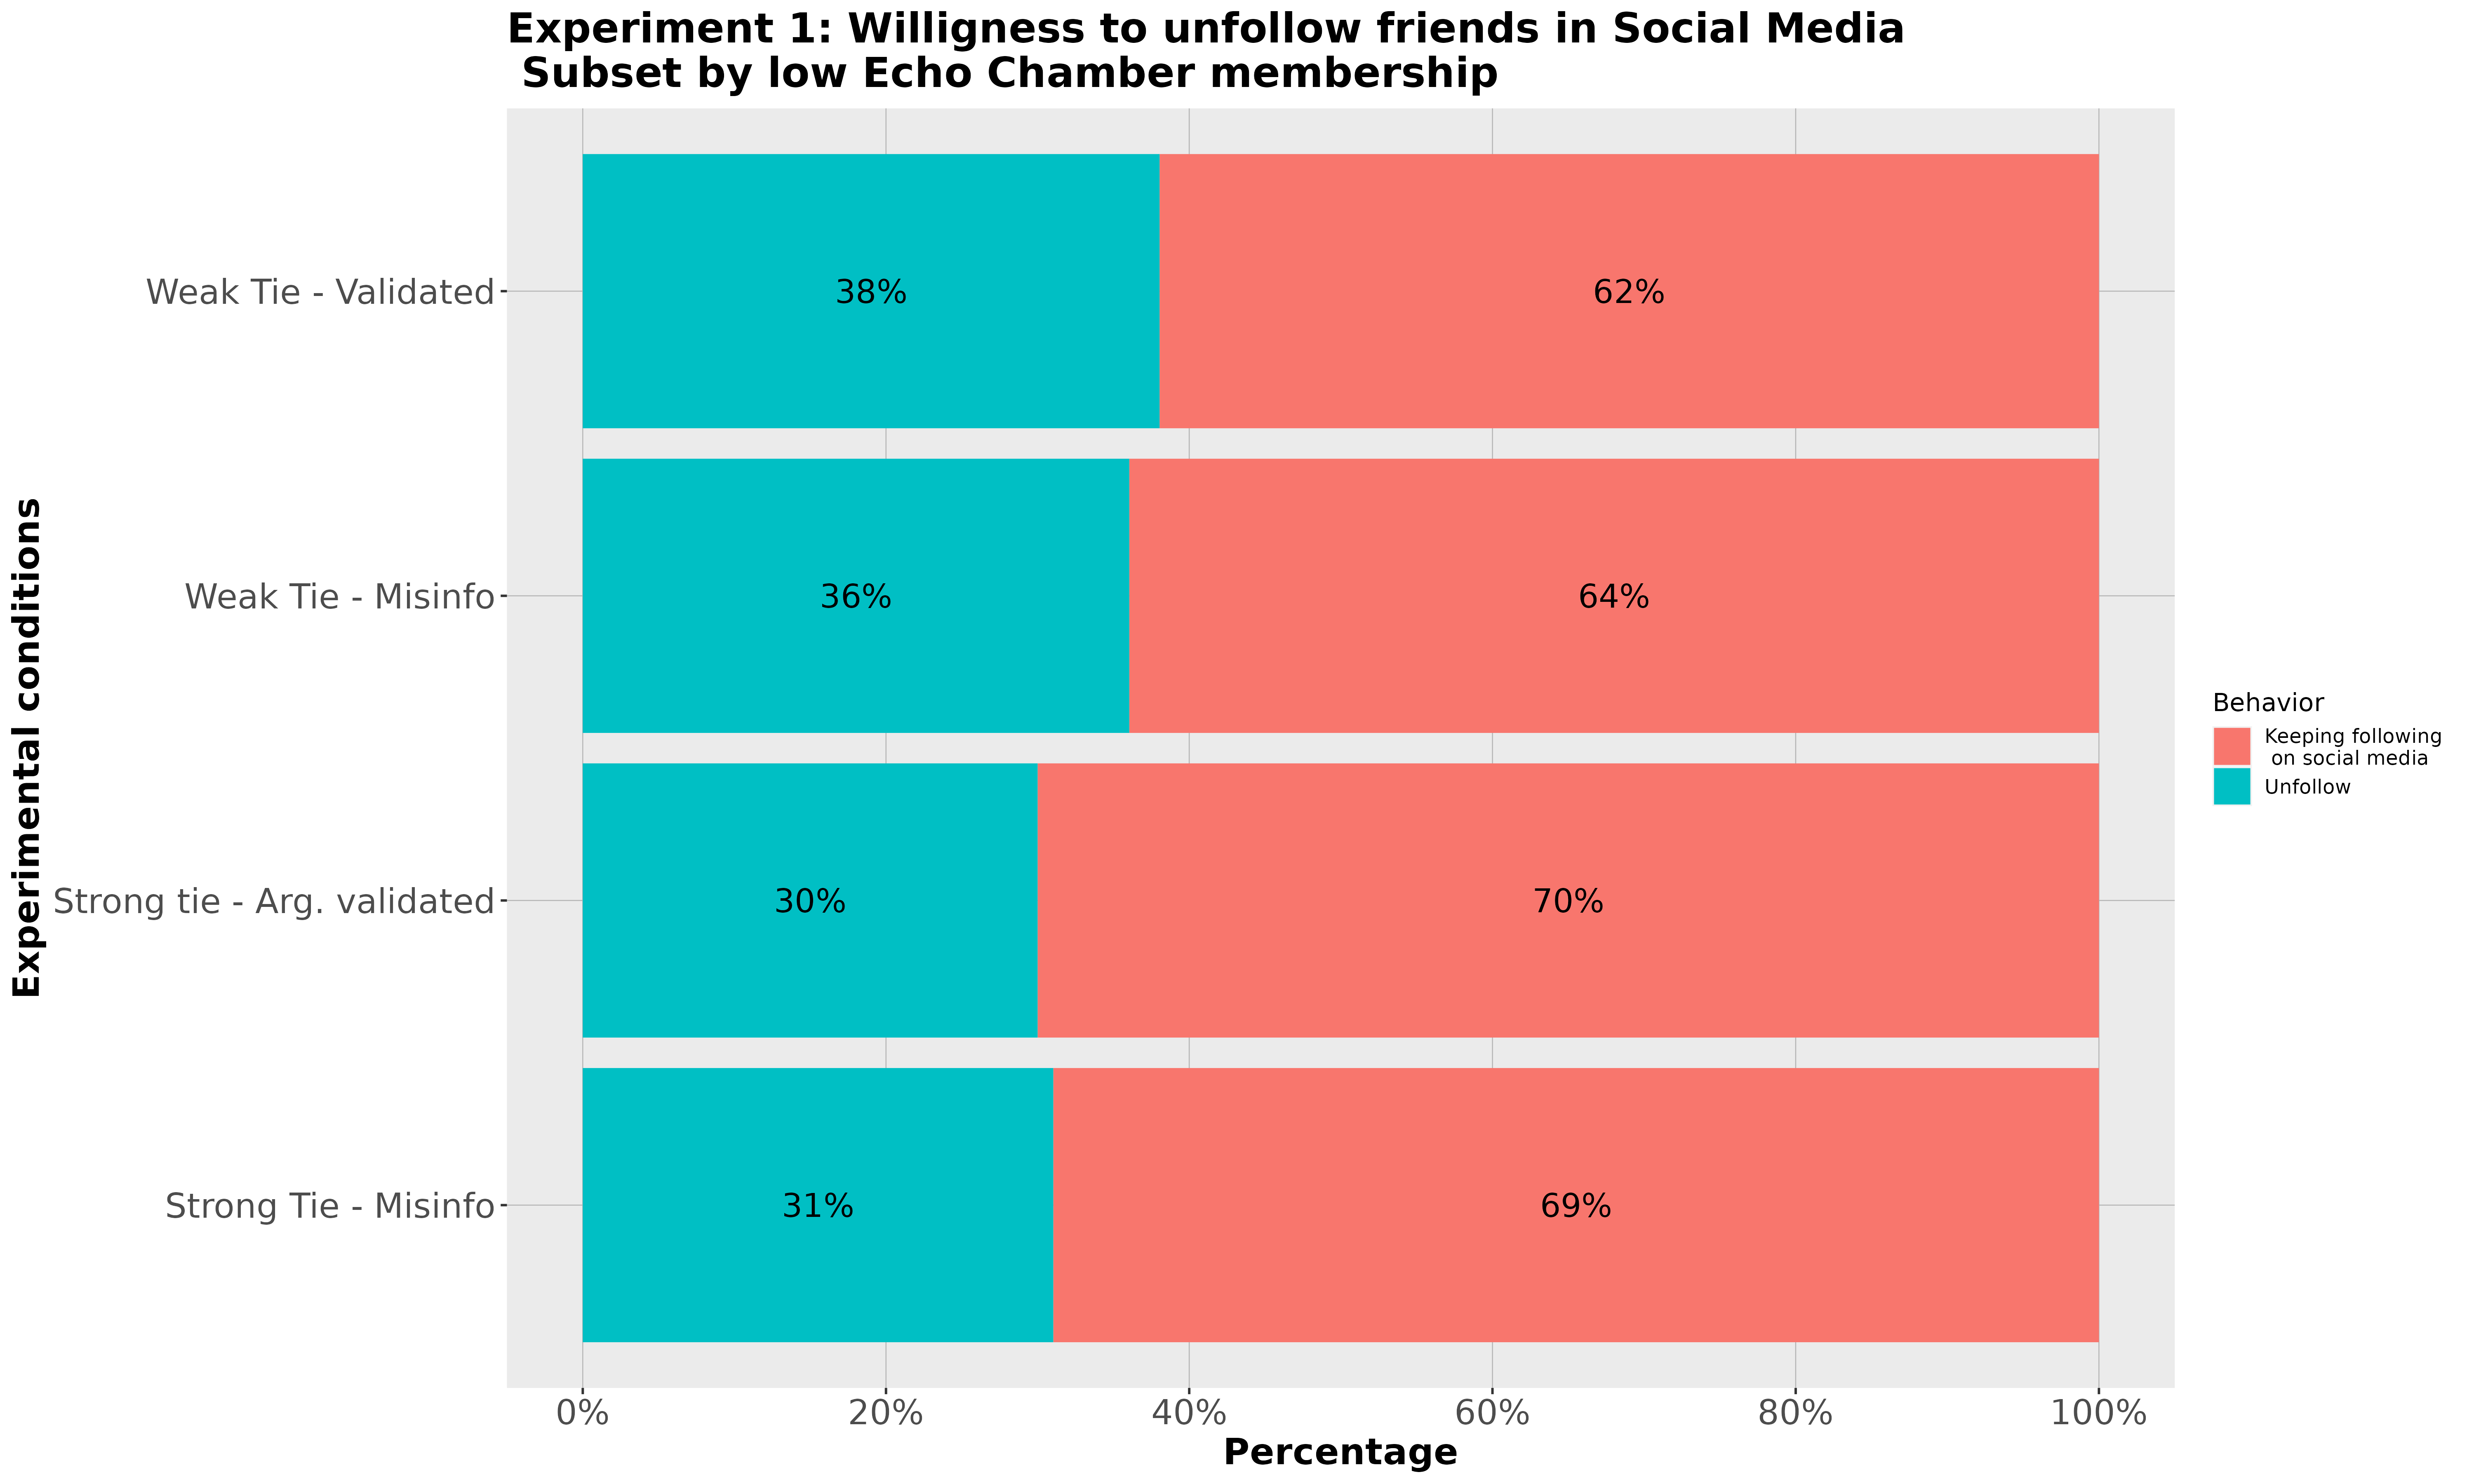 Experiment 1: Willigness to unfollow friends in Social Media
Subset by low Echo Chamber membership
Experimental conditions
Weak Tie - Validated
38%
62%
Weak Tie - Misinfo
36%
64%
Strong tie - Arg. validated
30%
70%
Strong Tie - Misinfo
31%
69%
0%
20%
40%
60%
80%
100%
Percentage
Behavior
Keeping following
on social media
Unfollow